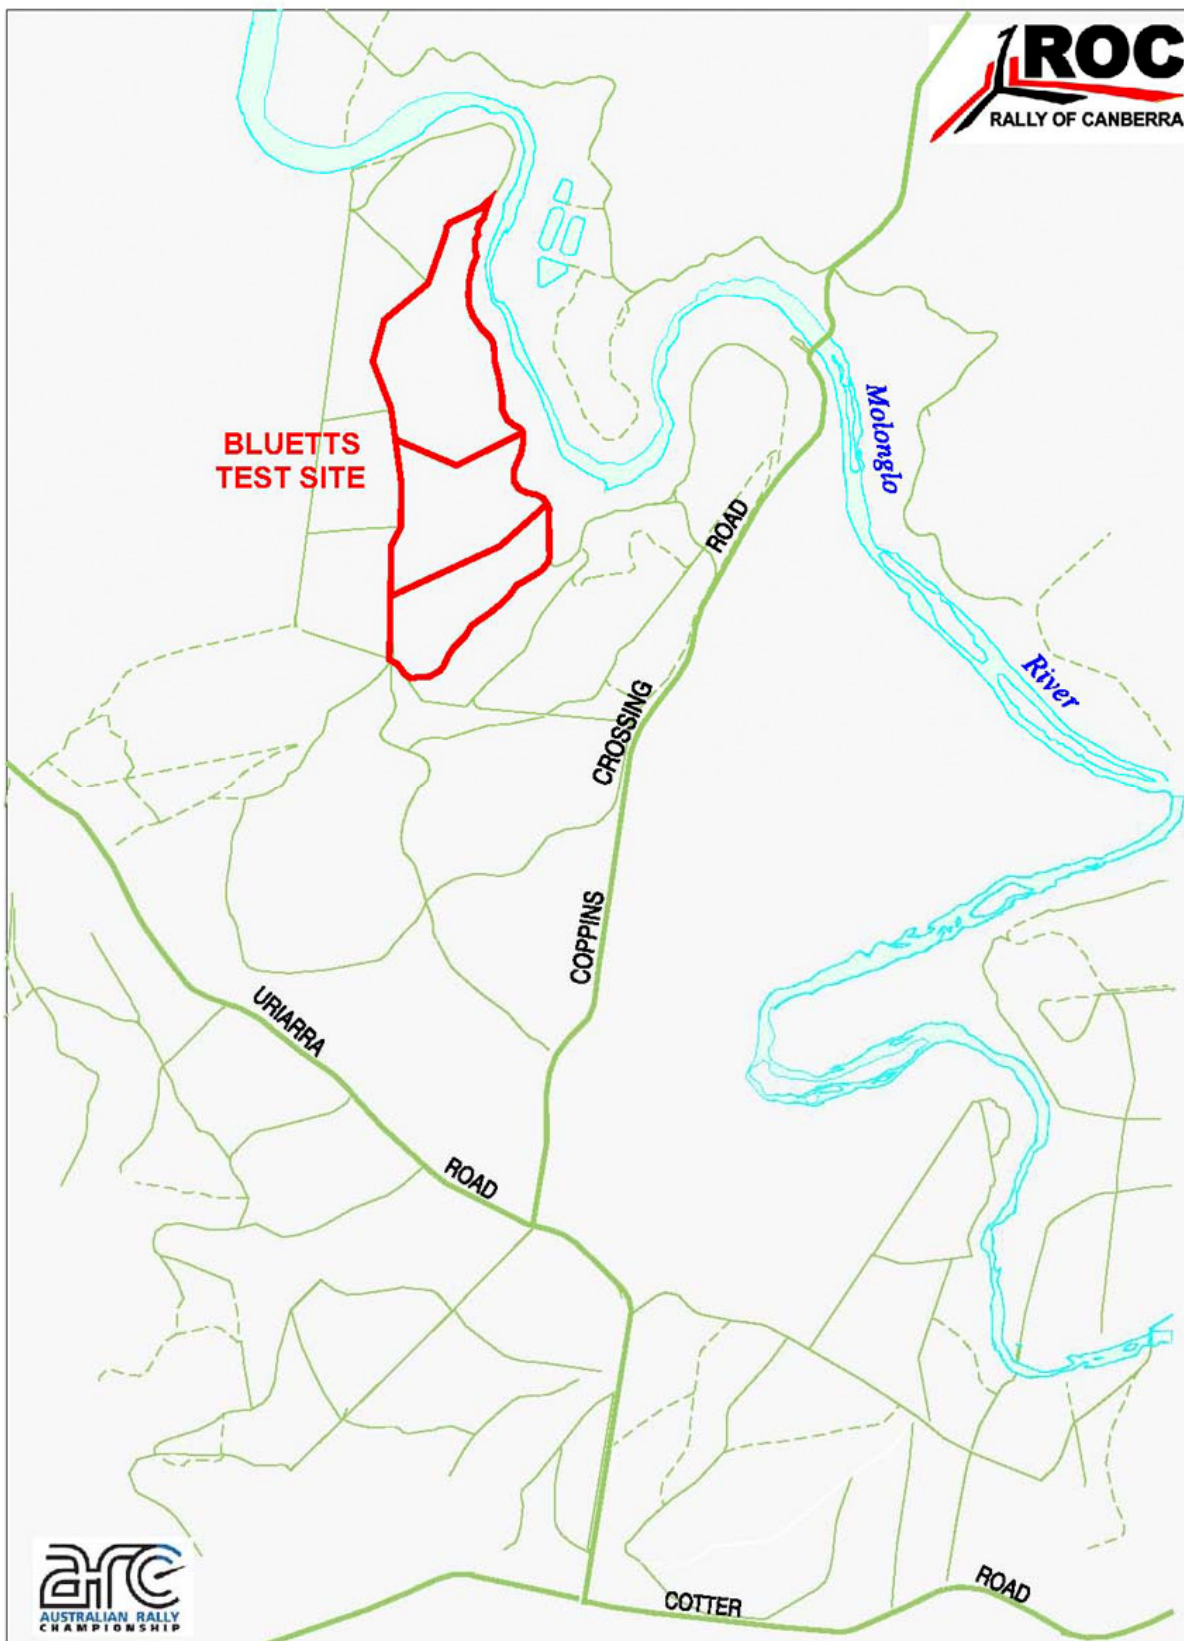 ROC
RALLY OF CANBERRA
Molonglo
BLUETTS
TEST SITE
ROAD
River
CROSSING
COPPINS
URIARRA
ROAD
ROAD
COTTER
arc
AUSTRALIAN RALLY
CHAMPIONSHIP